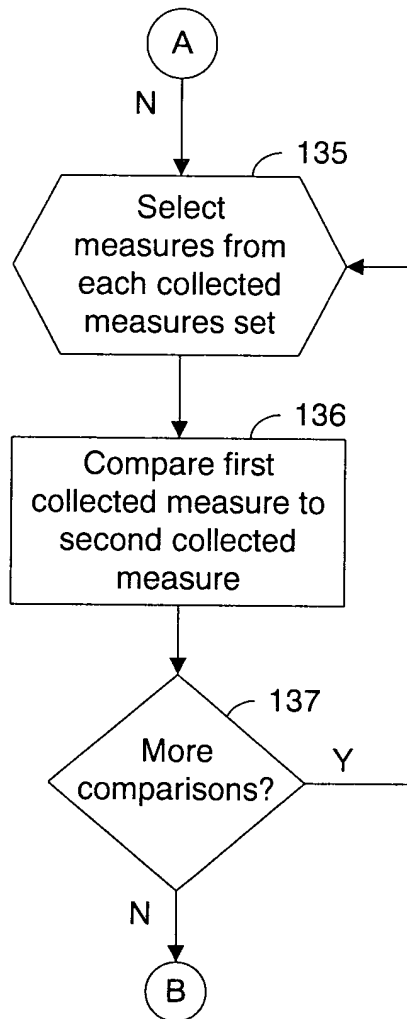 A
N
135
Select
measures from
each collected
measures set
136
Compare first
collected measure to
second collected
measure
137
More
comparisons?
Y
N
B